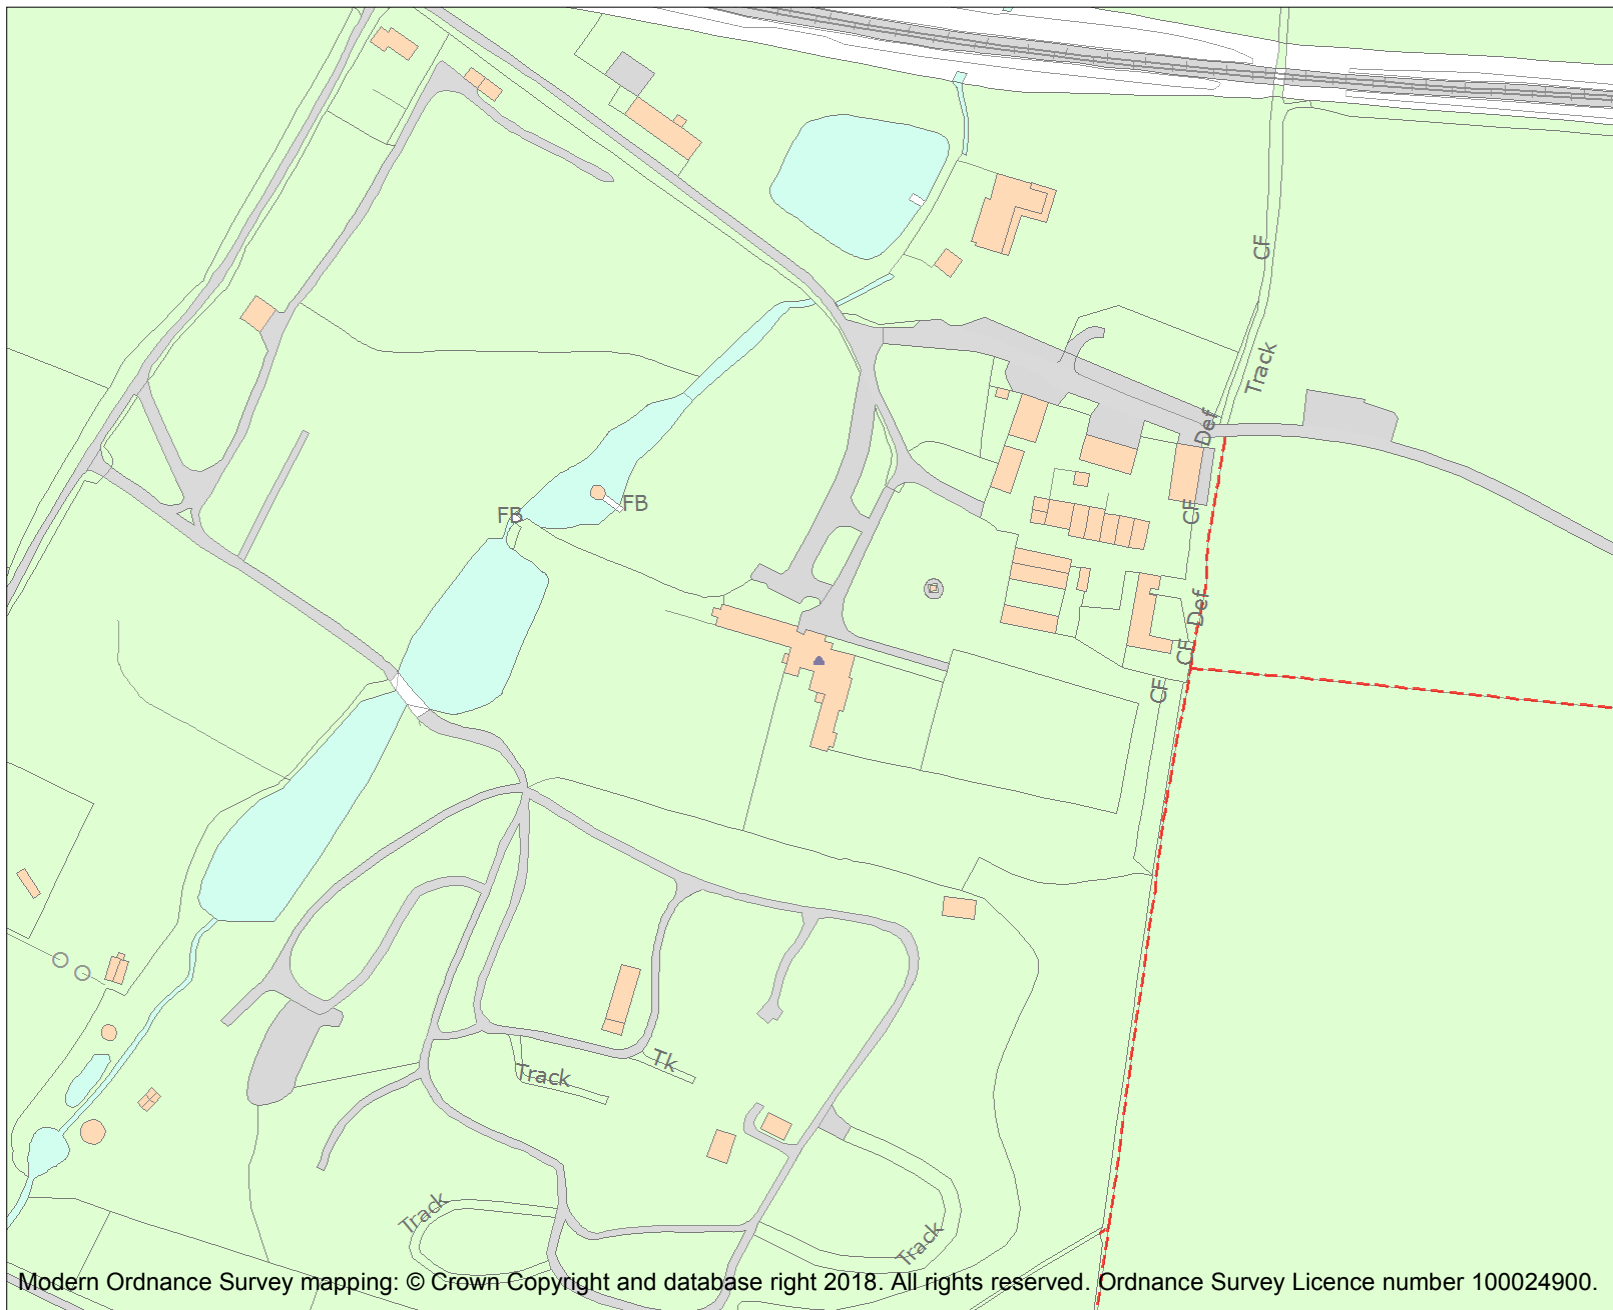 CF
Track
Def
FB
FB
CF
Def
CF
CF
Track
Tk
Track
Track
Modern Ordnance Survey mapping: © Crown Copyright and database right 2018. All rights reserved. Ordnance Survey Licence number 100024900.